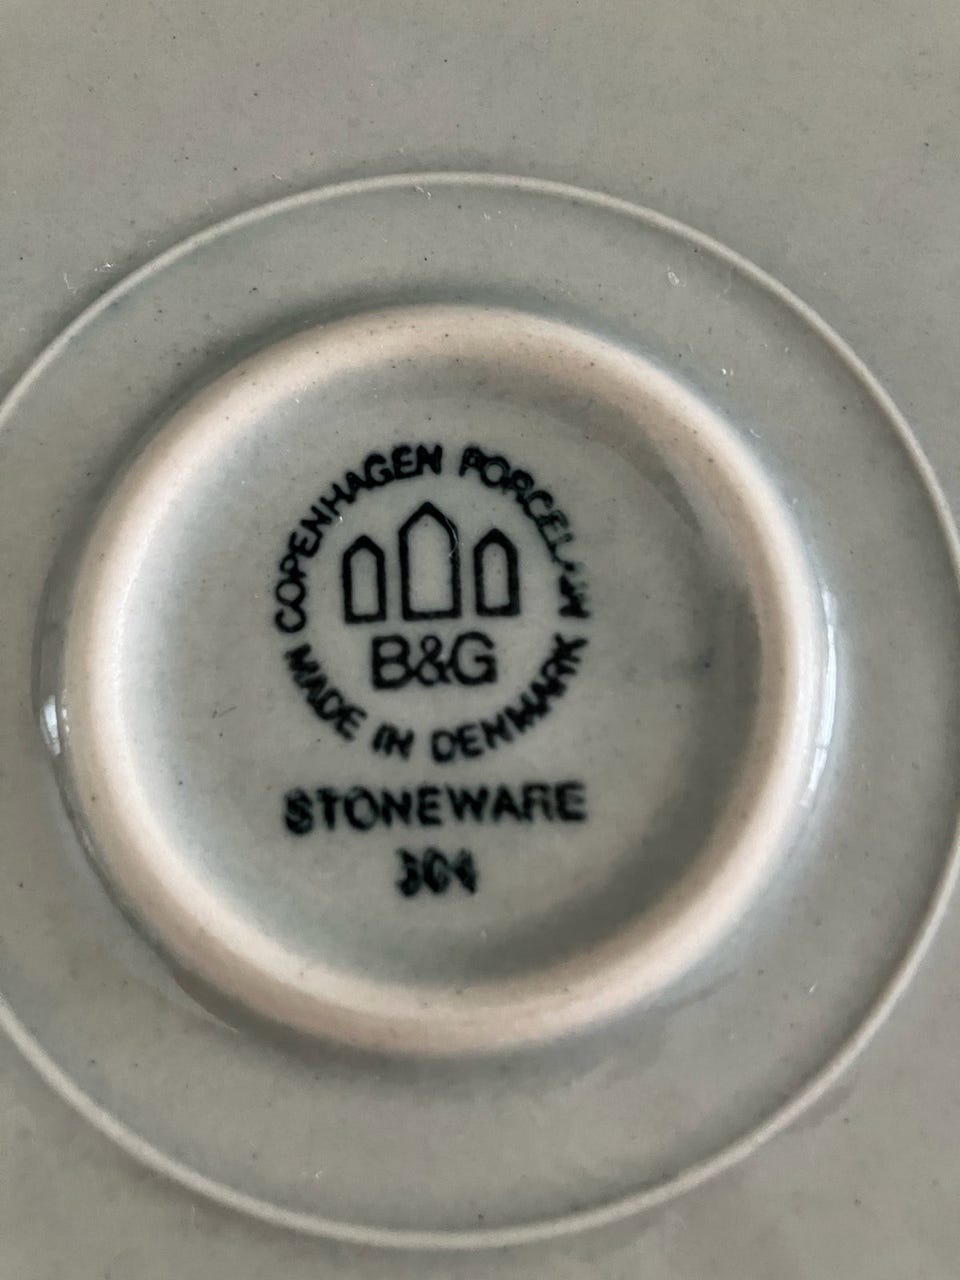 COPENHAGEN PORCELAIN
B&G
MADE IN DENMARK
STONEWARE